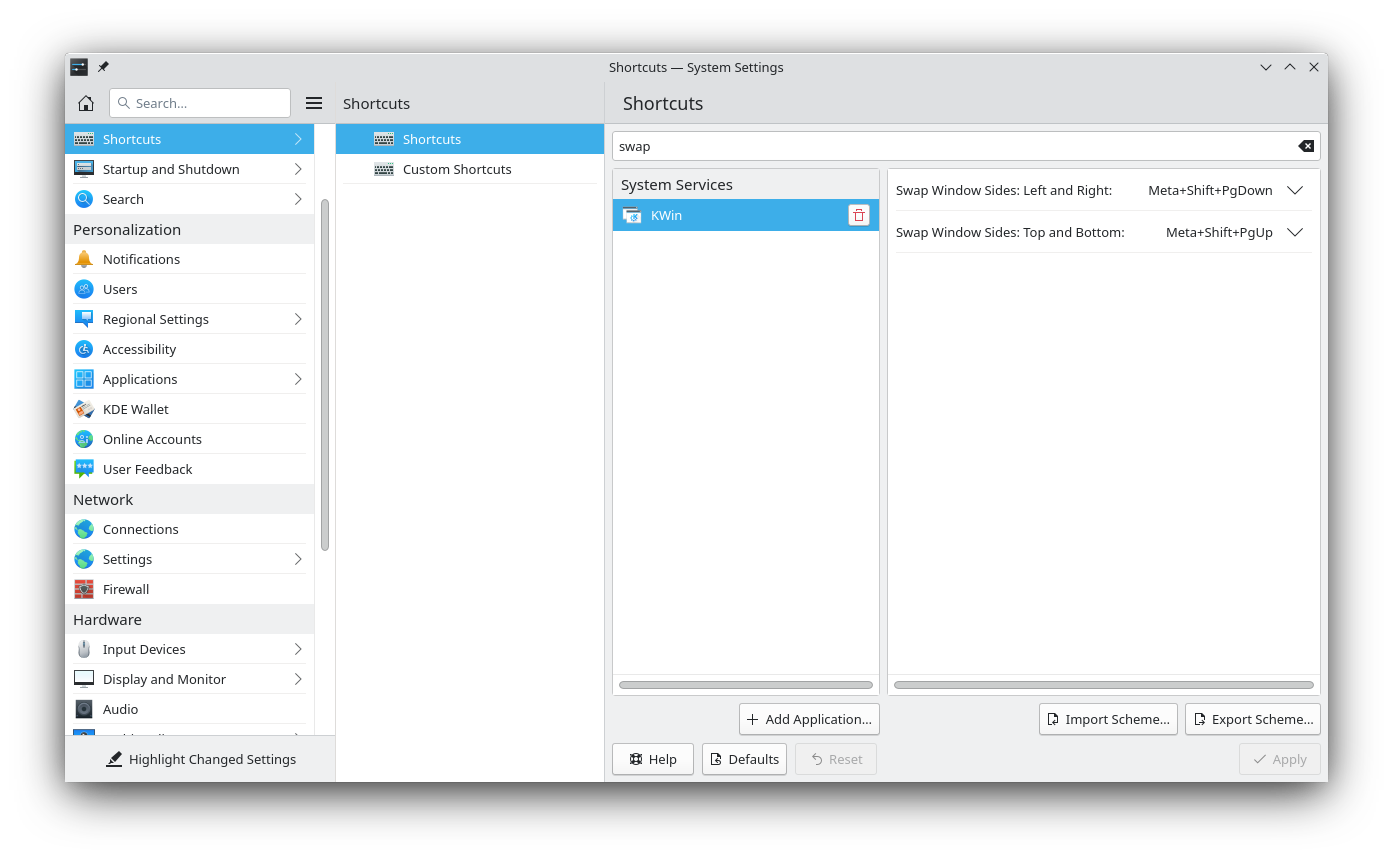 Shortcuts — System Settings
Search...
Shortcuts
Shortcuts
Shortcuts
Startup and Shutdown
Search
Personalization
Notifications
Users
Regional Settings
Accessibility
Applications
KDE Wallet
Online Accounts
User Feedback
Network
Connections
Settings
Firewall
Hardware
Input Devices
Display and Monitor
Audio
Highlight Changed Settings
Shortcuts
Custom Shortcuts
swap
System Services
KWin
Swap Window Sides: Left and Right: Meta+Shift+PgDown
Swap Window Sides: Top and Bottom: Meta+Shift+PgUp
Add Application...
Import Scheme...
Export Scheme...
Help
Defaults
Reset
Apply